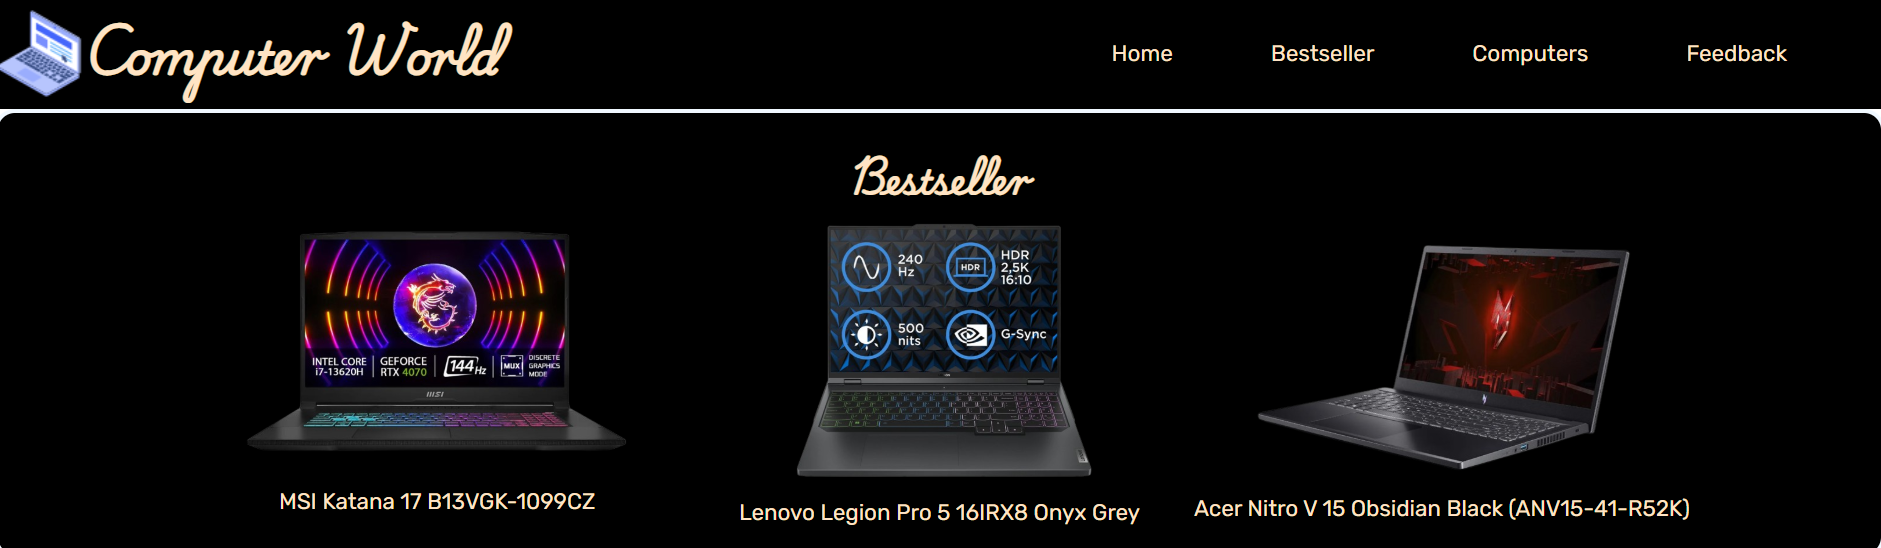 Computer World
Home Bestseller Computers Feedback
Bestseller
INTEL CORE i7-13620H
GEFORCE RTX 4070
144Hz
MUX
DISCRETE GRAPHICS MODE
msi
240 Hz
HDR
HDR 2,5K 16:10
500 nits
G-Sync
MSI Katana 17 B13VGK-1099CZ
Lenovo Legion Pro 5 16IRX8 Onyx Grey
Acer Nitro V 15 Obsidian Black (ANV15-41-R52K)